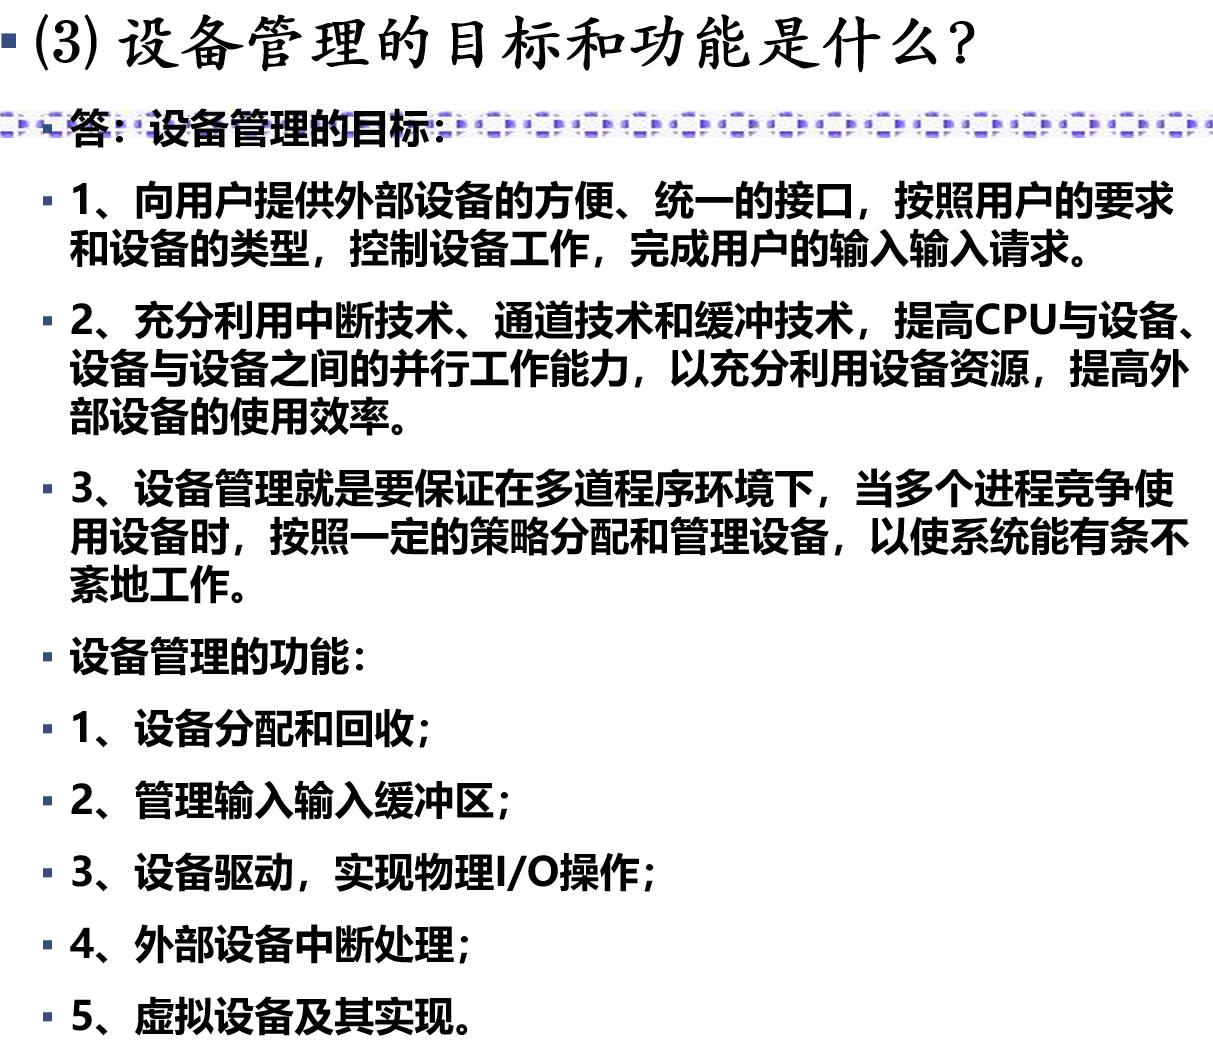 (3) 设备管理的目标和功能是什么?
答：设备管理的目标：
1、向用户提供外部设备的方便、统一的接口，按照用户的要求
和设备的类型，控制设备工作，完成用户的输入输入请求。
2、充分利用中断技术、通道技术和缓冲技术，提高CPU与设备、
设备与设备之间的并行工作能力，以充分利用设备资源，提高外
部设备的使用效率。
3、设备管理就是要保证在多道程序环境下，当多个进程竞争使
用设备时，按照一定的策略分配和管理设备，以使系统能有条不
紊地工作。
设备管理的功能：
1、设备分配和回收；
2、管理输入输入缓冲区；
3、设备驱动，实现物理I/O操作；
4、外部设备中断处理；
5、虚拟设备及其实现。